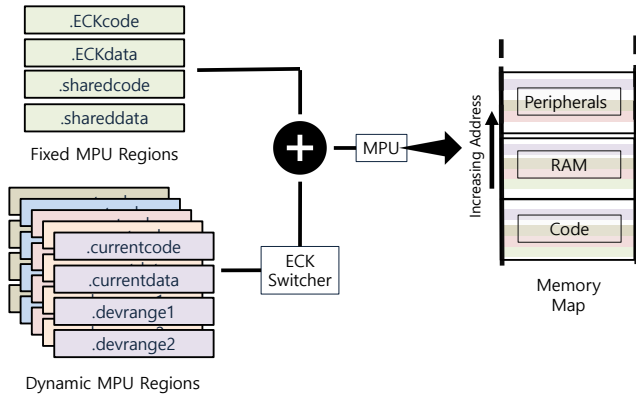 .ECKcode
.ECKdata
.sharedcode
.shareddata
Fixed MPU Regions
.currentcode
.currentdata
.devrange1
.devrange2
Dynamic MPU Regions
ECK
Switcher
MPU
Increasing Address
Peripherals
RAM
Code
Memory
Map